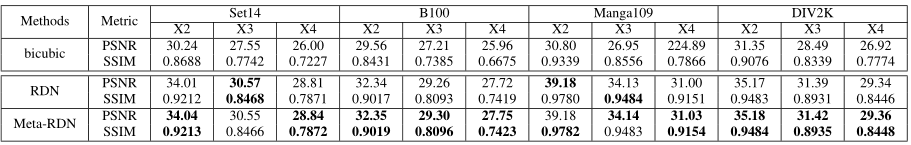 Methods Metric Set14 B100 Manga109 DIV2K
X2 X3 X4 X2 X3 X4 X2 X3 X4 X2 X3 X4
bicubic PSNR 30.24 27.55 26.00 29.56 27.21 25.96 30.80 26.95 224.89 31.35 28.49 26.92
SSIM 0.8688 0.7742 0.7227 0.8431 0.7385 0.6675 0.9339 0.8556 0.7866 0.9076 0.8339 0.7774
RDN PSNR 34.01 30.57 28.81 32.34 29.26 27.72 39.18 34.13 31.00 35.17 31.39 29.34
SSIM 0.9212 0.8468 0.7871 0.9017 0.8093 0.7419 0.9780 0.9484 0.9151 0.9483 0.8931 0.8446
Meta-RDN PSNR 34.04 30.55 28.84 32.35 29.30 27.75 39.18 34.14 31.03 35.18 31.42 29.36
SSIM 0.9213 0.8466 0.7872 0.9019 0.8096 0.7423 0.9782 0.9483 0.9154 0.9484 0.8935 0.8448